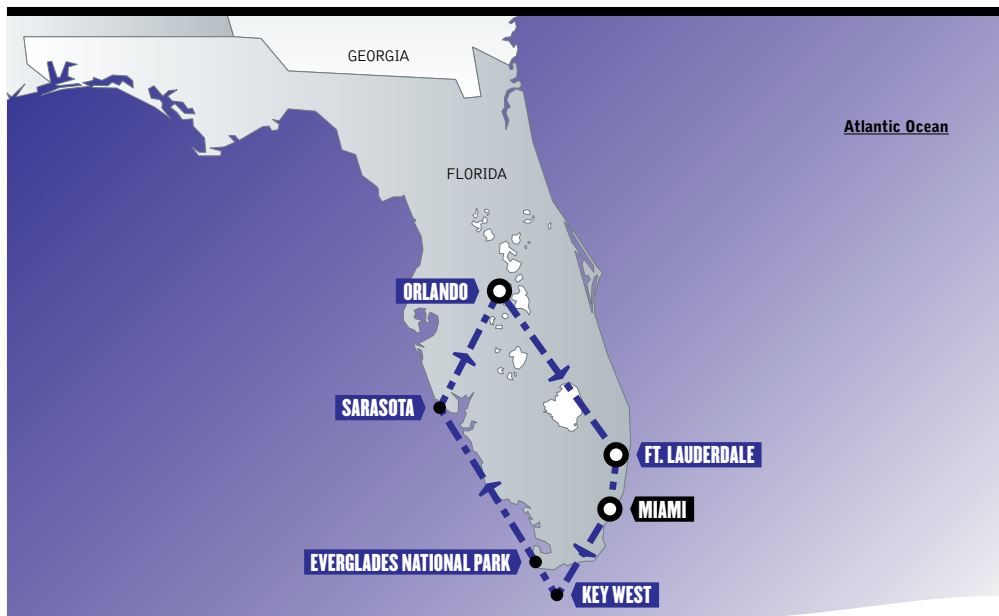 GEORGIA
Atlantic Ocean
FLORIDA
ORLANDO
SARASOTA
FT. LAUDERDALE
MIAMI
EVERGLADES NATIONAL PARK
KEY WEST